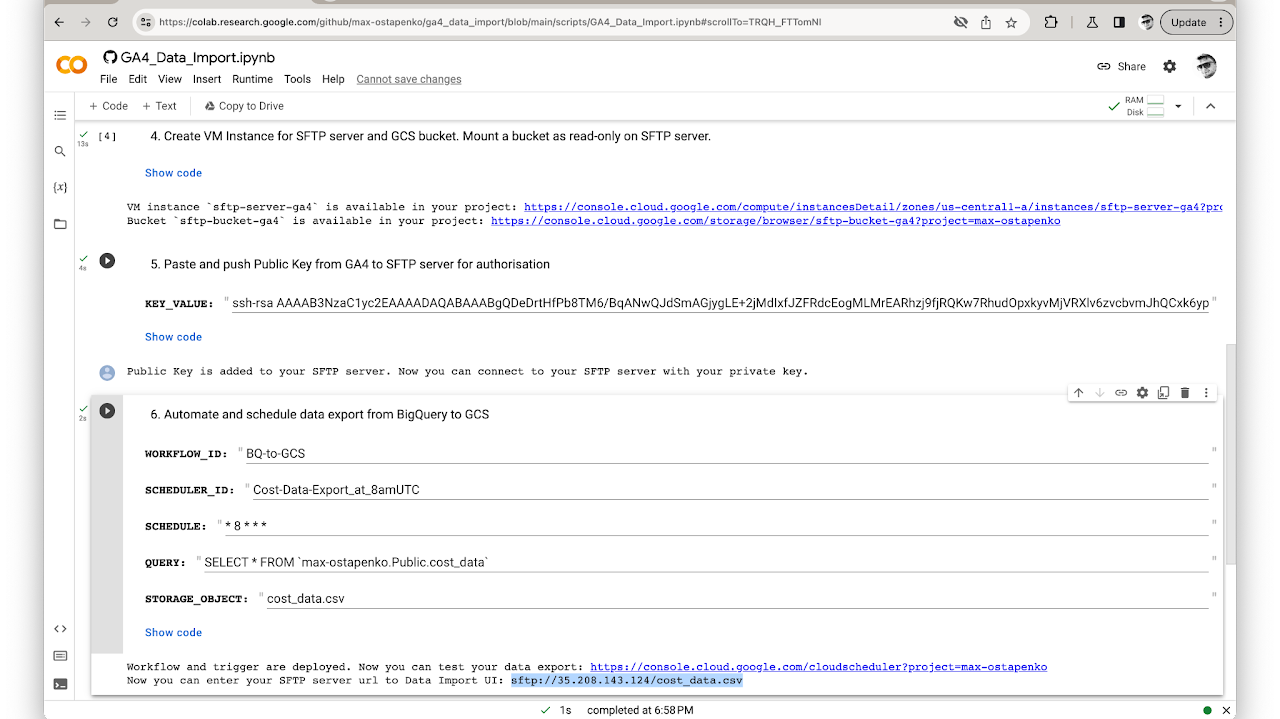 https://colab.research.google.com/github/max-ostapenko/ga4_data_import/blob/main/scripts/GA4_Data_Import.ipynb#scrollTo=TRQH_FTTomNI
Update
GA4_Data_Import.ipynb
File Edit View Insert Runtime Tools Help Cannot save changes
Share
+ Code + Text Copy to Drive
RAM
Disk
[4] 4. Create VM Instance for SFTP server and GCS bucket. Mount a bucket as read-only on SFTP server.
13s
Show code
VM instance `sftp-server-ga4` is available in your project: https://console.cloud.google.com/compute/instancesDetail/zones/us-central1-a/instances/sftp-server-ga4?pro
Bucket `sftp-bucket-ga4` is available in your project: https://console.cloud.google.com/storage/browser/sftp-bucket-ga4?project=max-ostapenko
5. Paste and push Public Key from GA4 to SFTP server for authorisation
4s
KEY_VALUE: " ssh-rsa AAAAB3NzaC1yc2EAAAADAQABAAABgQDeDrtHfPb8TM6/BqANwQJdSmAGjygLE+2jMdIxfJZFRdcEogMLMrEARhzj9fjRQKw7RhudOpxkyvMjVRXlv6zvcbvmJhQCxk6yp "
Show code
Public Key is added to your SFTP server. Now you can connect to your SFTP server with your private key.
6. Automate and schedule data export from BigQuery to GCS
2s
WORKFLOW_ID: " BQ-to-GCS "
SCHEDULER_ID: " Cost-Data-Export_at_8amUTC "
SCHEDULE: " * 8 * * * "
QUERY: " SELECT * FROM `max-ostapenko.Public.cost_data` "
STORAGE_OBJECT: " cost_data.csv "
Show code
Workflow and trigger are deployed. Now you can test your data export: https://console.cloud.google.com/cloudscheduler?project=max-ostapenko
Now you can enter your SFTP server url to Data Import UI: sftp://35.208.143.124/cost_data.csv
1s completed at 6:58 PM